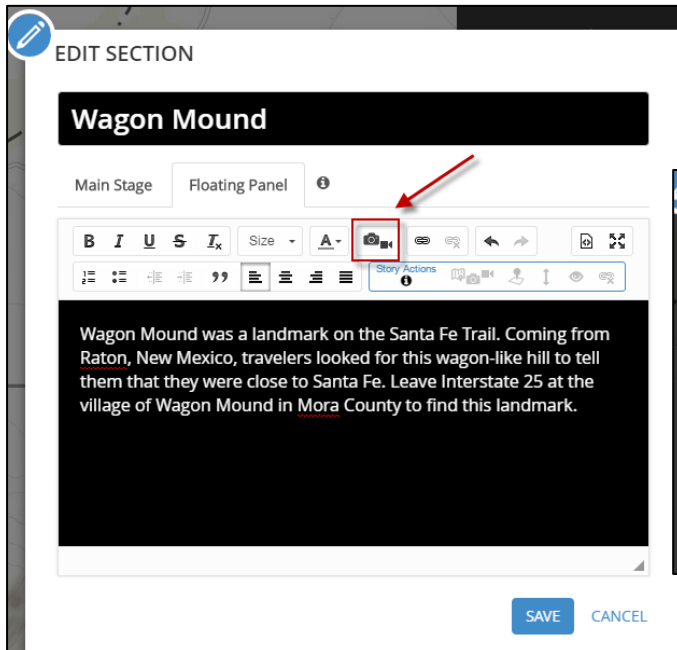 EDIT SECTION
Wagon Mound
Main Stage Floating Panel
B I U S Ix Size A
Story Actions
Wagon Mound was a landmark on the Santa Fe Trail. Coming from
Raton, New Mexico, travelers looked for this wagon-like hill to tell
them that they were close to Santa Fe. Leave Interstate 25 at the
village of Wagon Mound in Mora County to find this landmark.
SAVE CANCEL